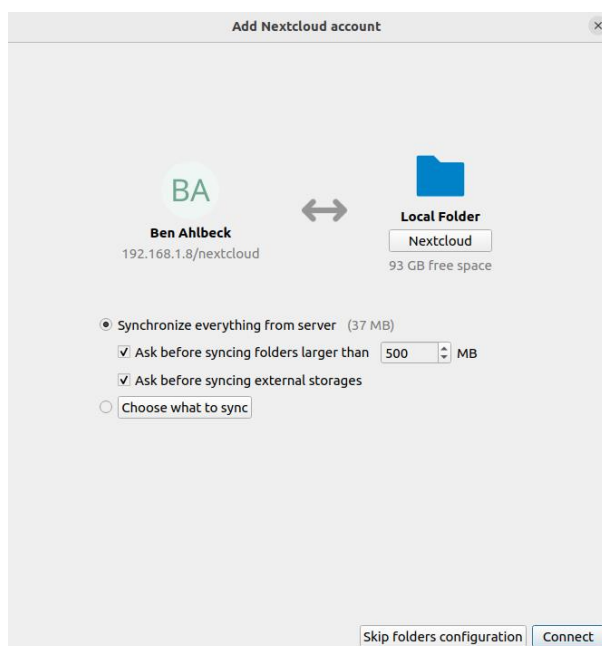 Add Nextcloud account
BA
Ben Ahlbeck
192.168.1.8/nextcloud
Local Folder
Nextcloud
93 GB free space
Synchronize everything from server (37 MB)
Ask before syncing folders larger than 500 MB
Ask before syncing external storages
Choose what to sync
Skip folders configuration Connect